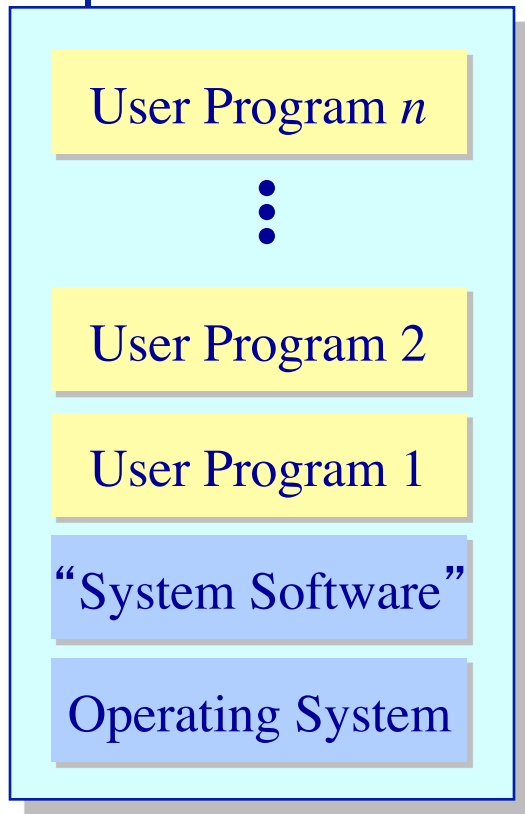 User Program n
User Program 2
User Program 1
“System Software”
Operating System